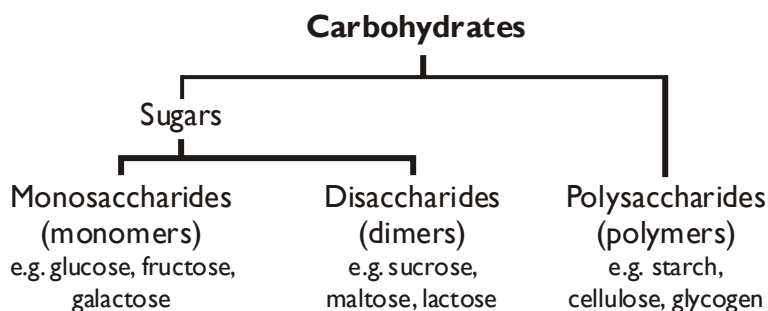 Carbohydrates
Sugars
Monosaccharides
(monomers)
e.g. glucose, fructose,
galactose
Disaccharides
(dimers)
e.g. sucrose,
maltose, lactose
Polysaccharides
(polymers)
e.g. starch,
cellulose, glycogen